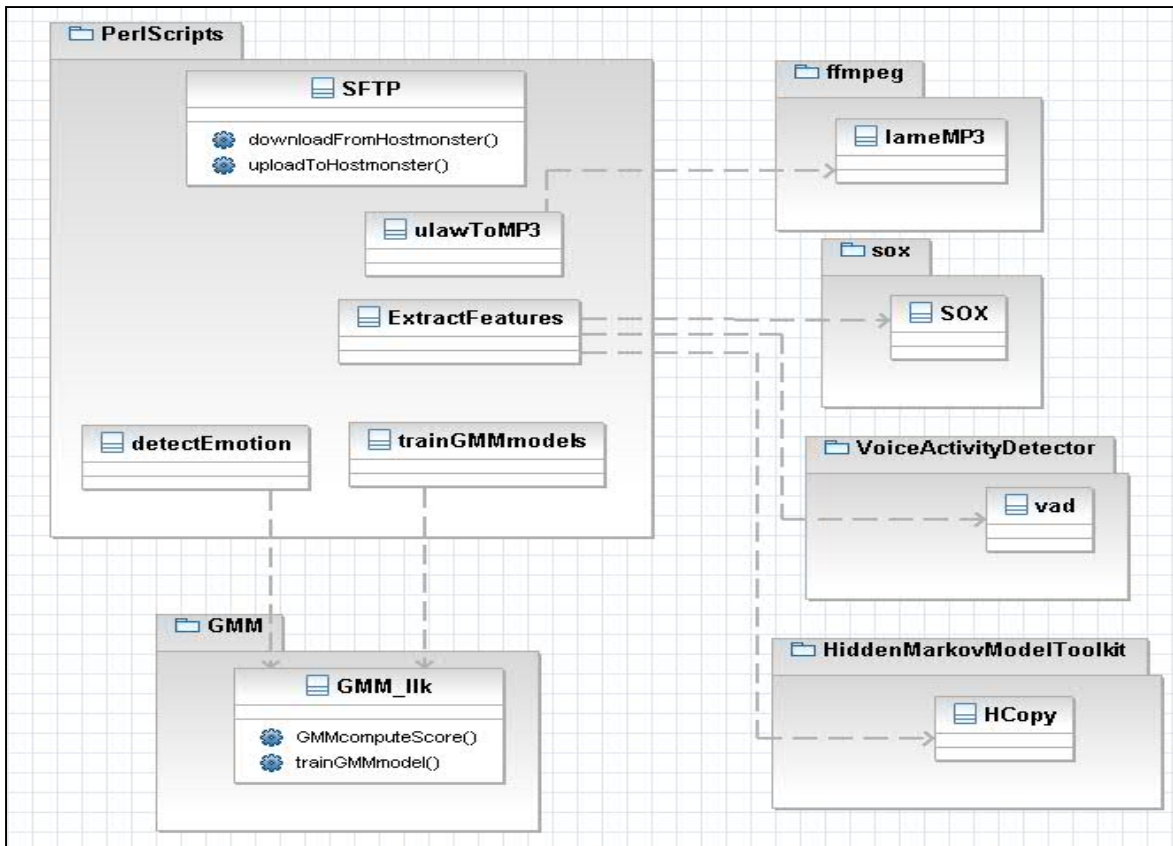 PerlScripts
SFTP
downloadFromHostmonster()
uploadToHostmonster()
ulawToMP3
ExtractFeatures
detectEmotion
trainGMMmodels
ffmpeg
lameMP3
sox
SOX
VoiceActivityDetector
vad
HiddenMarkovModelToolkit
HCopy
GMM
GMM_llk
GMMcomputeScore()
trainGMMmodel()